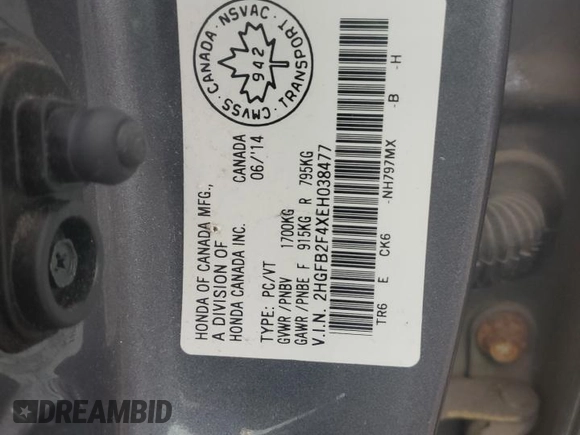 HONDA OF CANADA MFG.,
A DIVISION OF
HONDA CANADA INC.
CANADA
06/'14
TYPE: PC/VT
GVWR / PNBV 1700KG
GAWR / PNBE F 915KG R 795KG
V.I.N. 2HGFB2F4XEH038477
TR6 E CK6 -NH797MX -B -H
CMVSS · CANADA · NSVAC · TRANSPORT ·
942
DREAMBID